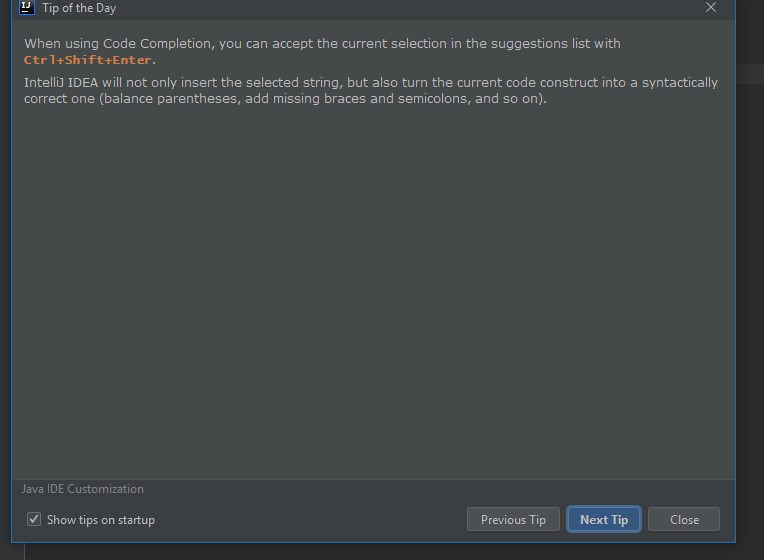 IJ
Tip of the Day
When using Code Completion, you can accept the current selection in the suggestions list with
Ctrl+Shift+Enter.
IntelliJ IDEA will not only insert the selected string, but also turn the current code construct into a syntactically
correct one (balance parentheses, add missing braces and semicolons, and so on).
Java IDE Customization
Show tips on startup
Previous Tip
Next Tip
Close